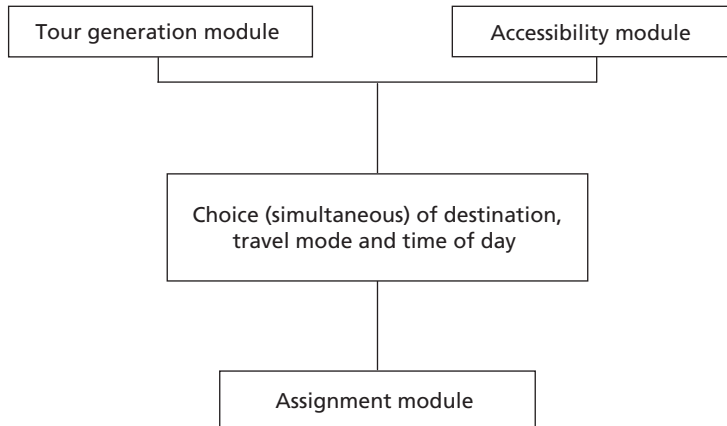 Tour generation module
Accessibility module
Choice (simultaneous) of destination,
travel mode and time of day
Assignment module